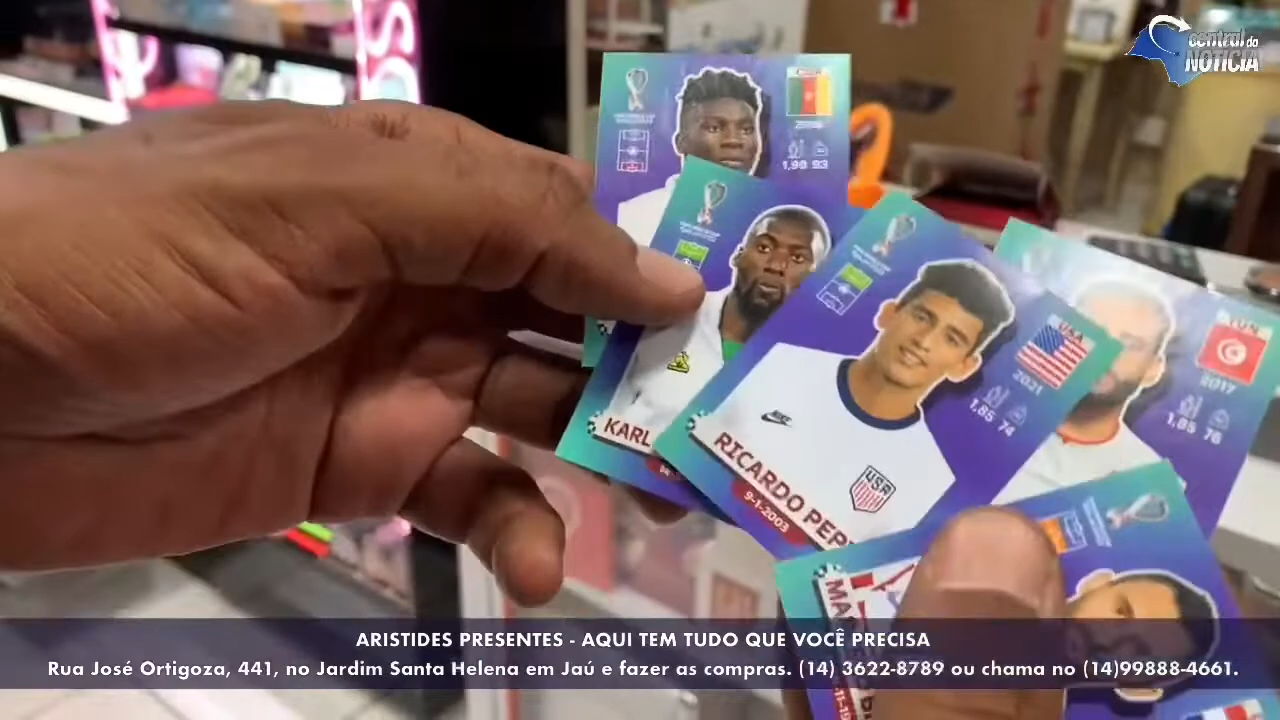 central da
NOTÍCIA
1,90 93
KARL
USA
2021
1,85 74
USA
RICARDO PEP
9-1-2003
TUN
2017
1,85 76
ARISTIDES PRESENTES - AQUI TEM TUDO QUE VOCÊ PRECISA
Rua José Ortigoza, 441, no Jardim Santa Helena em Jaú e fazer as compras. (14) 3622-8789 ou chama no (14)99888-4661.